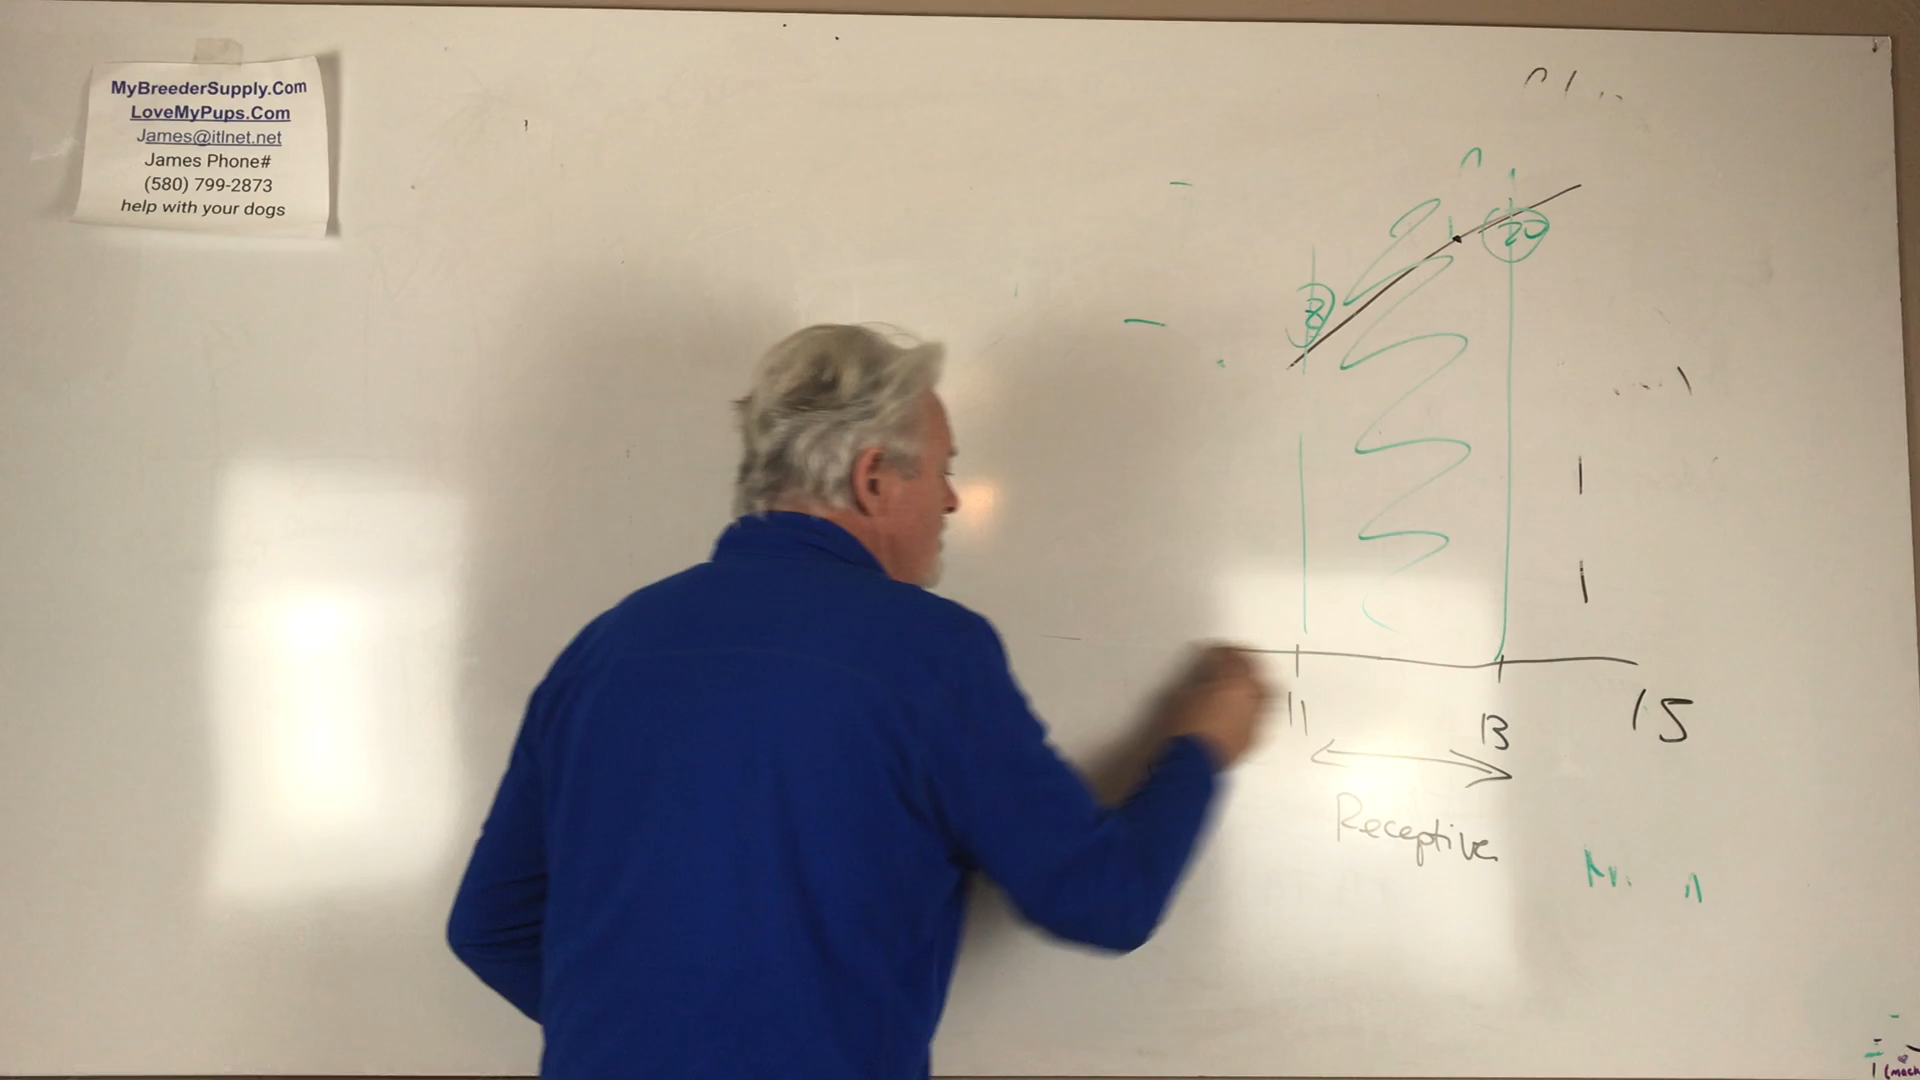 MyBreederSupply.Com
LoveMyPups.Com
James@itlnet.net
James Phone#
(580) 799-2873
help with your dogs
20
8
11
13
15
Receptive